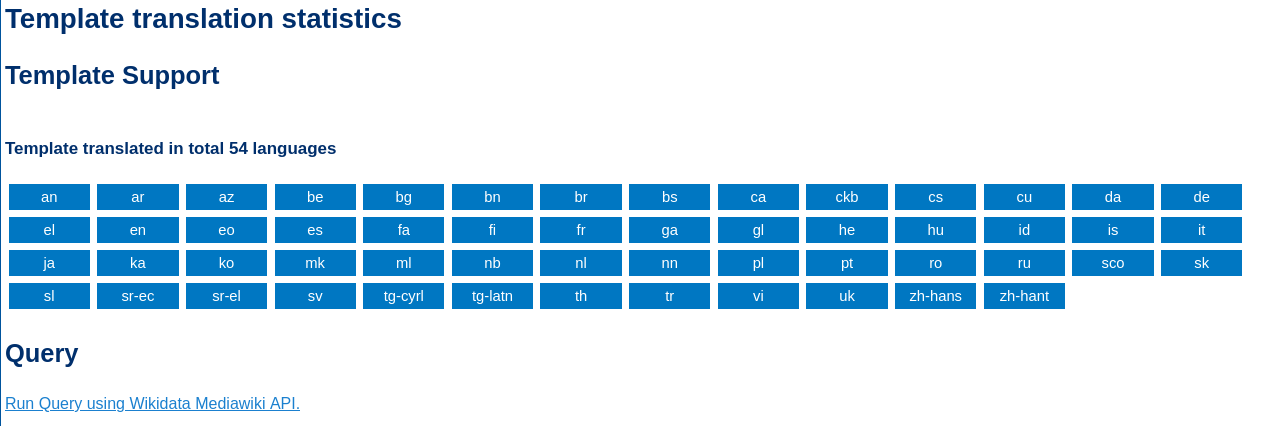 Template translation statistics
Template Support
Template translated in total 54 languages
an ar az be bg bn br bs ca ckb cs cu da de
el en eo es fa fi fr ga gl he hu id is it
ja ka ko mk ml nb nl nn pl pt ro ru sco sk
sl sr-ec sr-el sv tg-cyrl tg-latn th tr vi uk zh-hans zh-hant
Query
Run Query using Wikidata Mediawiki API.